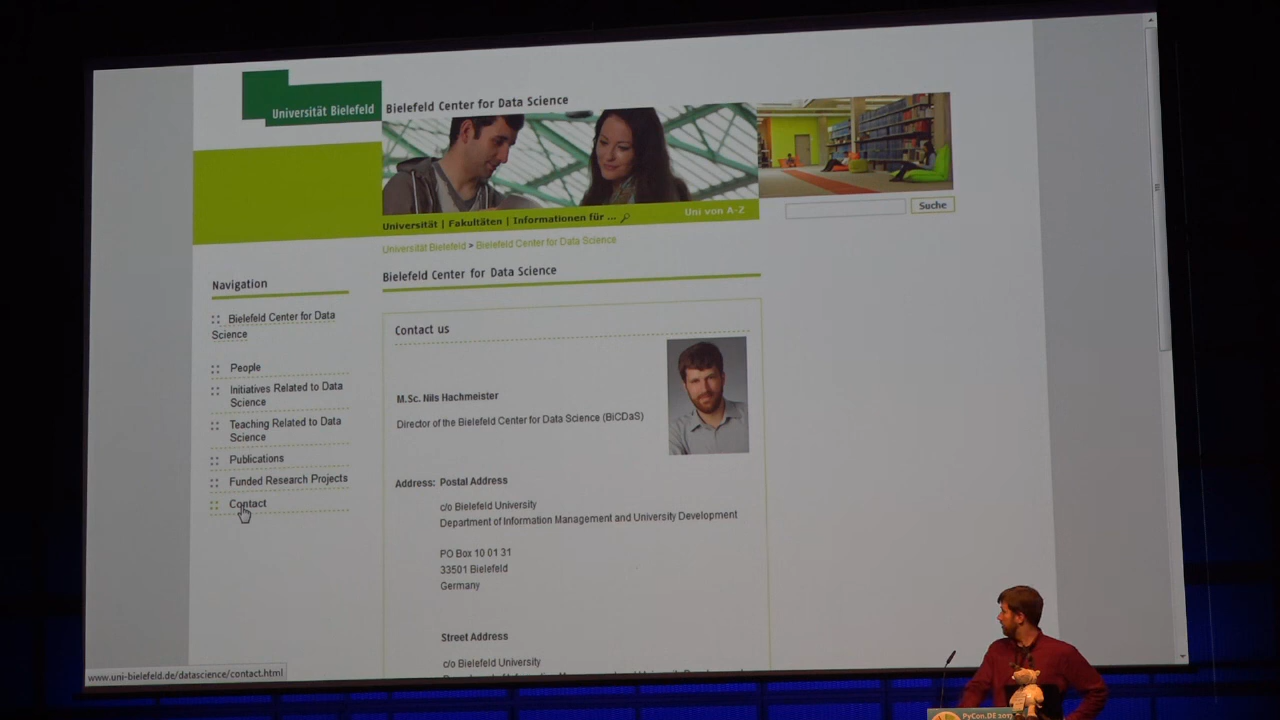 Universität Bielefeld
Bielefeld Center for Data Science
Universität | Fakultäten | Informationen für ...
Uni von A-Z
Suche
Universität Bielefeld > Bielefeld Center for Data Science
Navigation
Bielefeld Center for Data
Science
People
Initiatives Related to Data
Science
Teaching Related to Data
Science
Publications
Funded Research Projects
Contact
Bielefeld Center for Data Science
Contact us
M.Sc. Nils Hachmeister
Director of the Bielefeld Center for Data Science (BiCDaS)
Address: Postal Address
c/o Bielefeld University
Department of Information Management and University Development
PO Box 10 01 31
33501 Bielefeld
Germany
Street Address
c/o Bielefeld University
www.uni-bielefeld.de/datascience/contact.html
PyCon.DE 2017